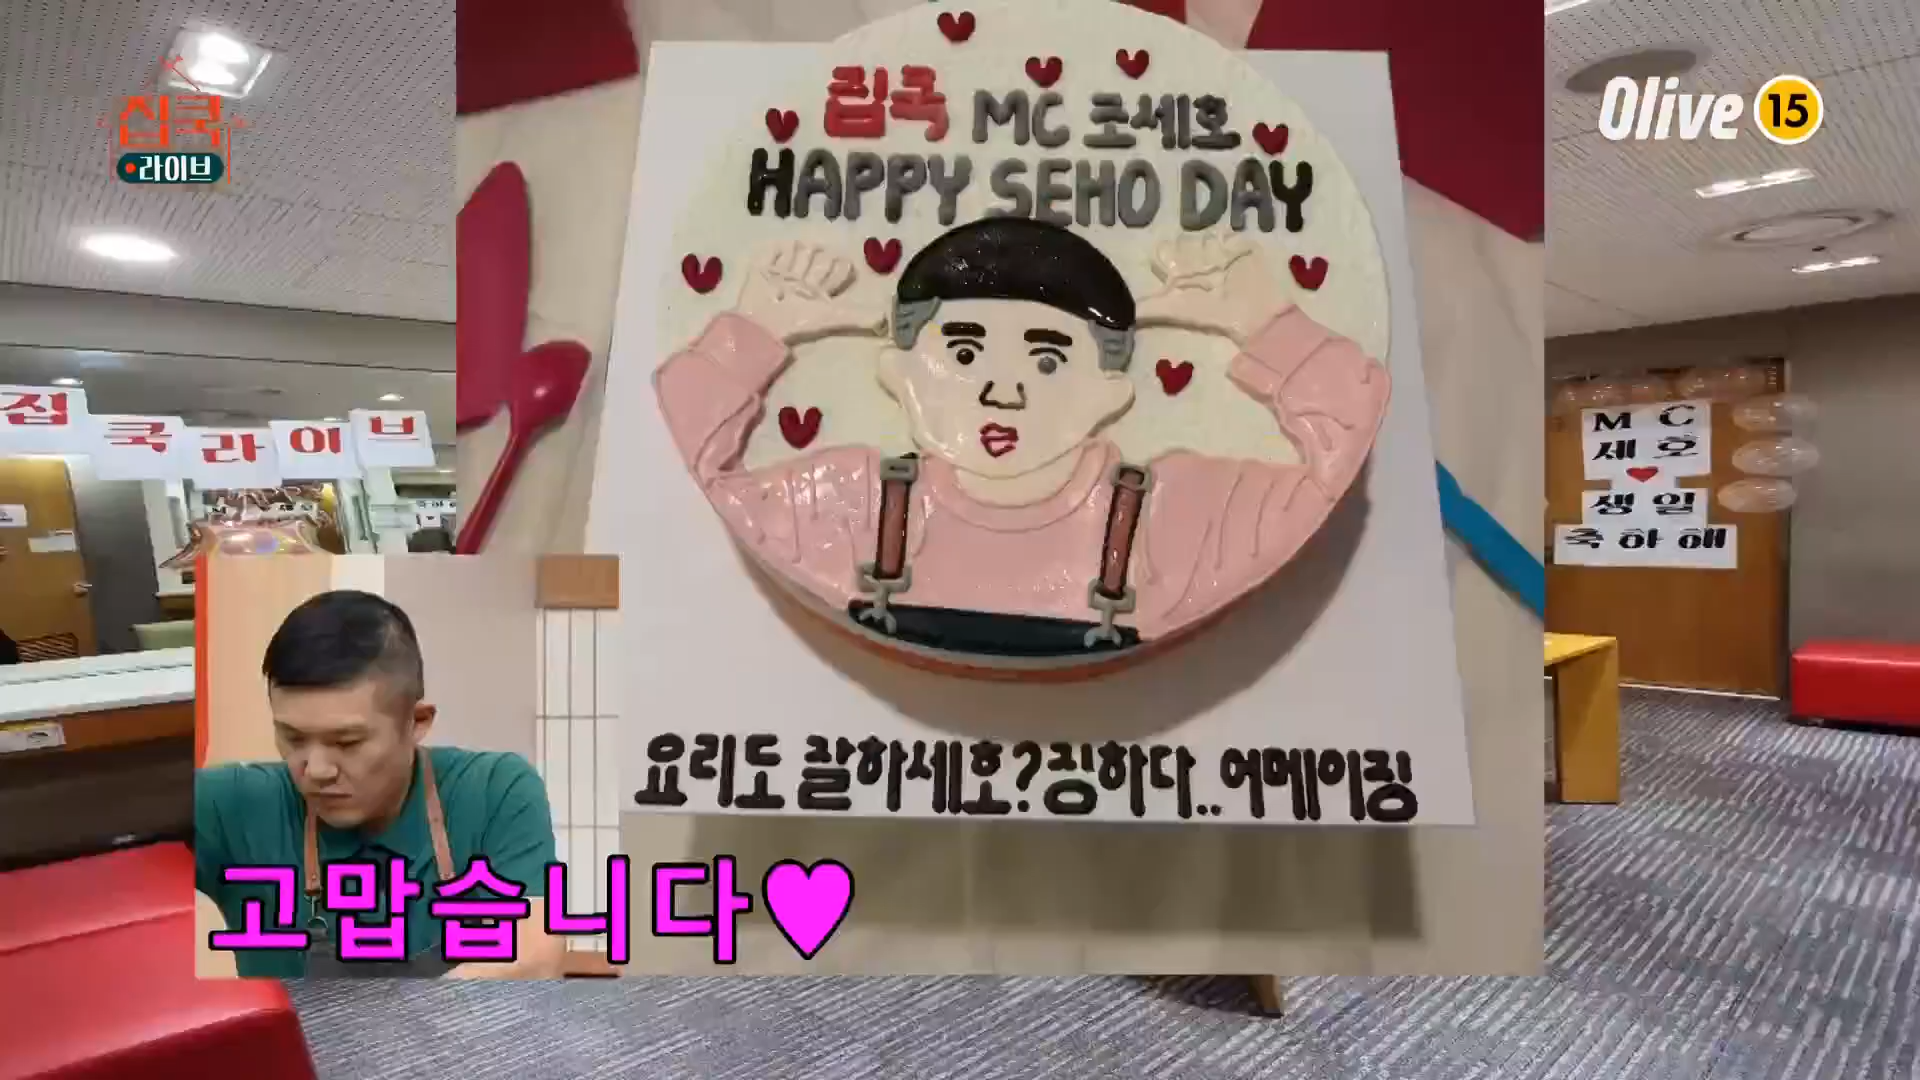 집쿡
라이브
Olive 15
집쿡 MC 조세호
HAPPY SEHO DAY
집쿡라이브
MC
세호
생일
축하해
요리도 잘하세호?징하다..어메이징
고맙습니다♥